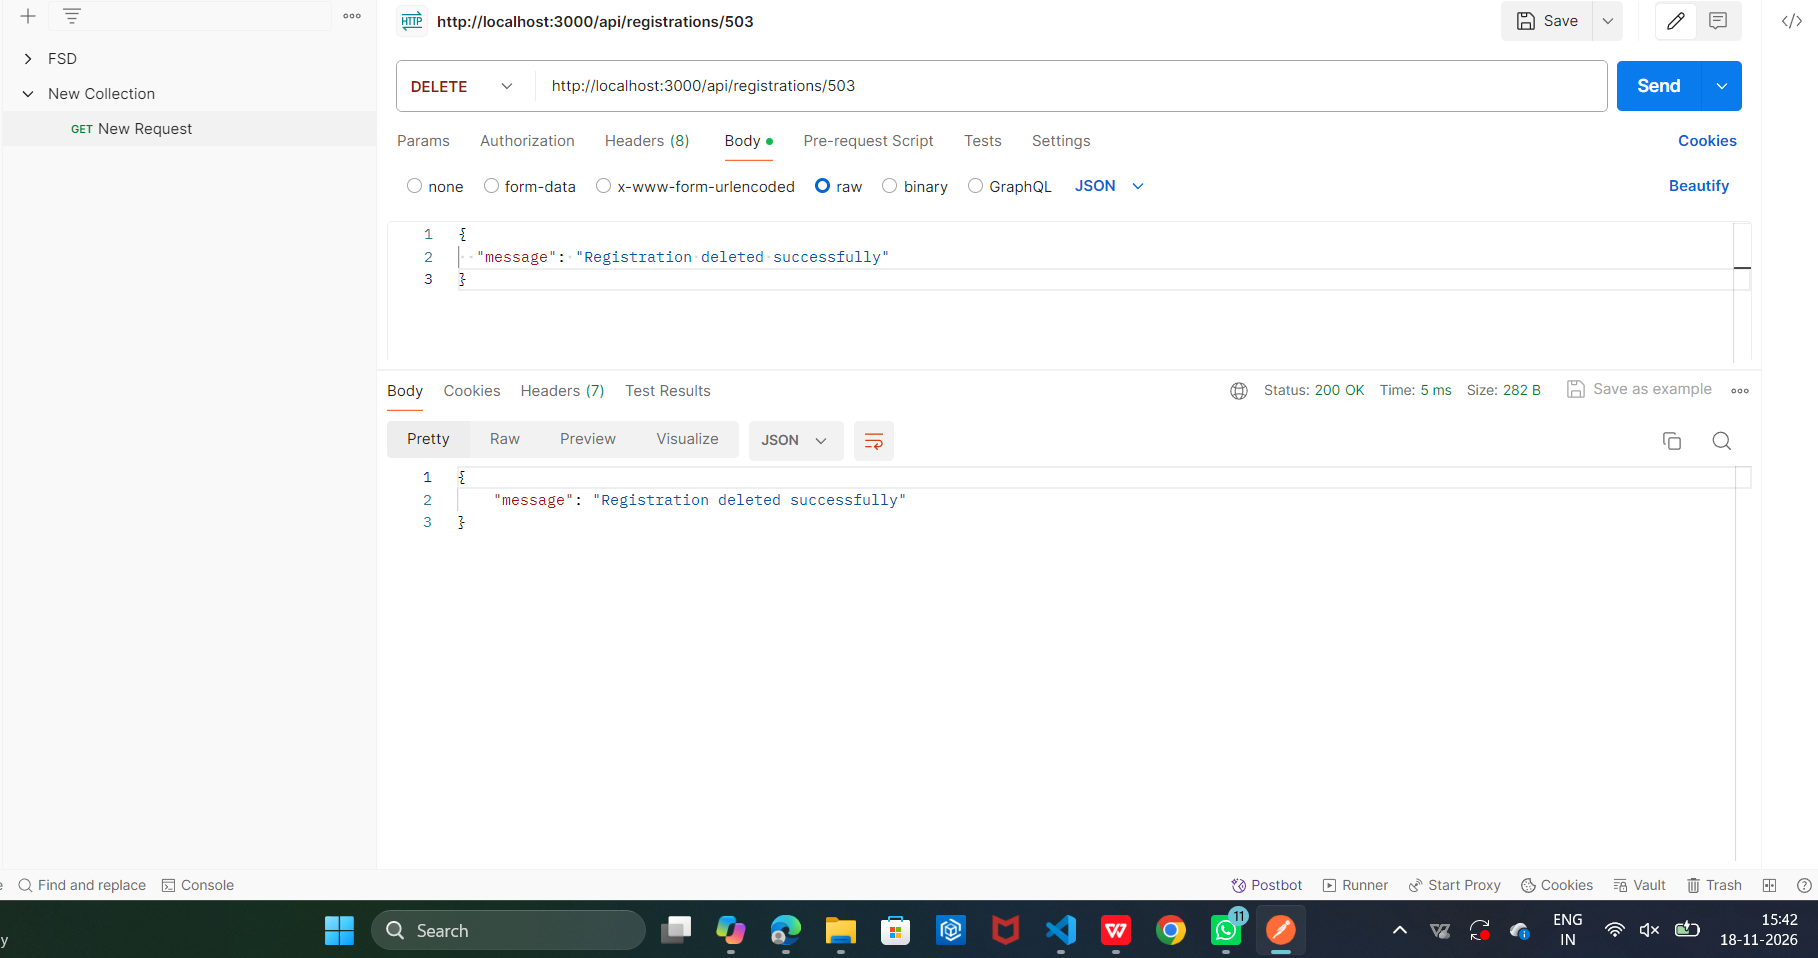 http://localhost:3000/api/registrations/503
Save
FSD
New Collection
GET New Request
DELETE
http://localhost:3000/api/registrations/503
Send
Params Authorization Headers (8) Body Pre-request Script Tests Settings Cookies
none form-data x-www-form-urlencoded raw binary GraphQL JSON Beautify
1 {
2 "message": "Registration deleted successfully"
3 }
Body Cookies Headers (7) Test Results Status: 200 OK Time: 5 ms Size: 282 B Save as example
Pretty Raw Preview Visualize JSON
1 {
2 "message": "Registration deleted successfully"
3 }
Find and replace Console Postbot Runner Start Proxy Cookies Vault Trash
Search
11
ENG
IN
15:42
18-11-2026